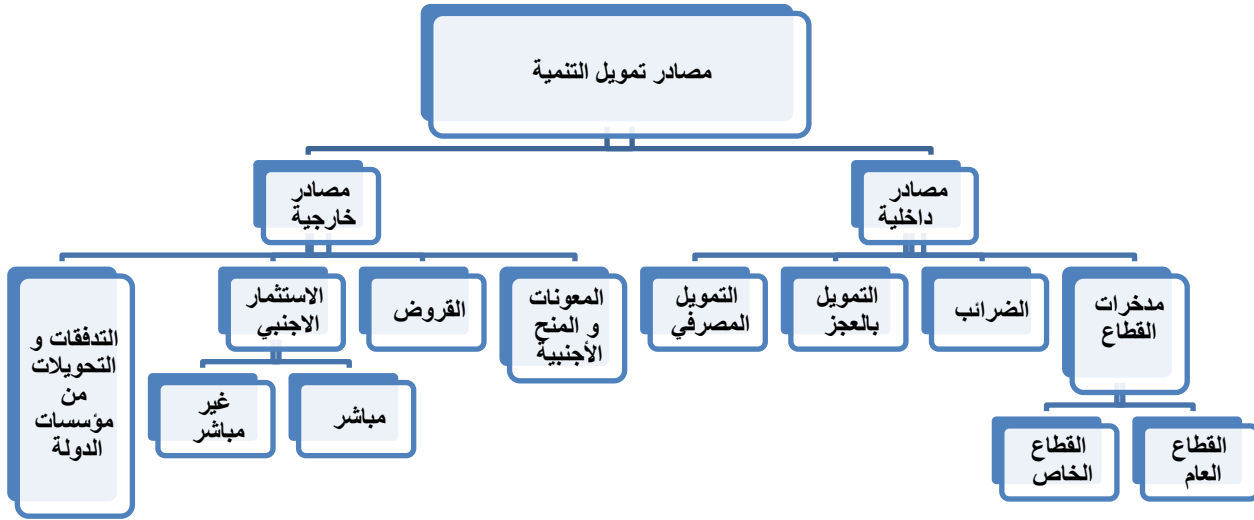 مصادر تمويل التنمية
مصادر
داخلية
مصادر
خارجية
مدخرات
القطاع
الضرائب
التمويل
بالعجز
التمويل
المصرفي
المعونات
و المنح
الأجنبية
القروض
الاستثمار
الاجنبي
التدفقات و
التحويلات
من
مؤسسات
الدولة
القطاع
العام
القطاع
الخاص
مباشر
غير
مباشر